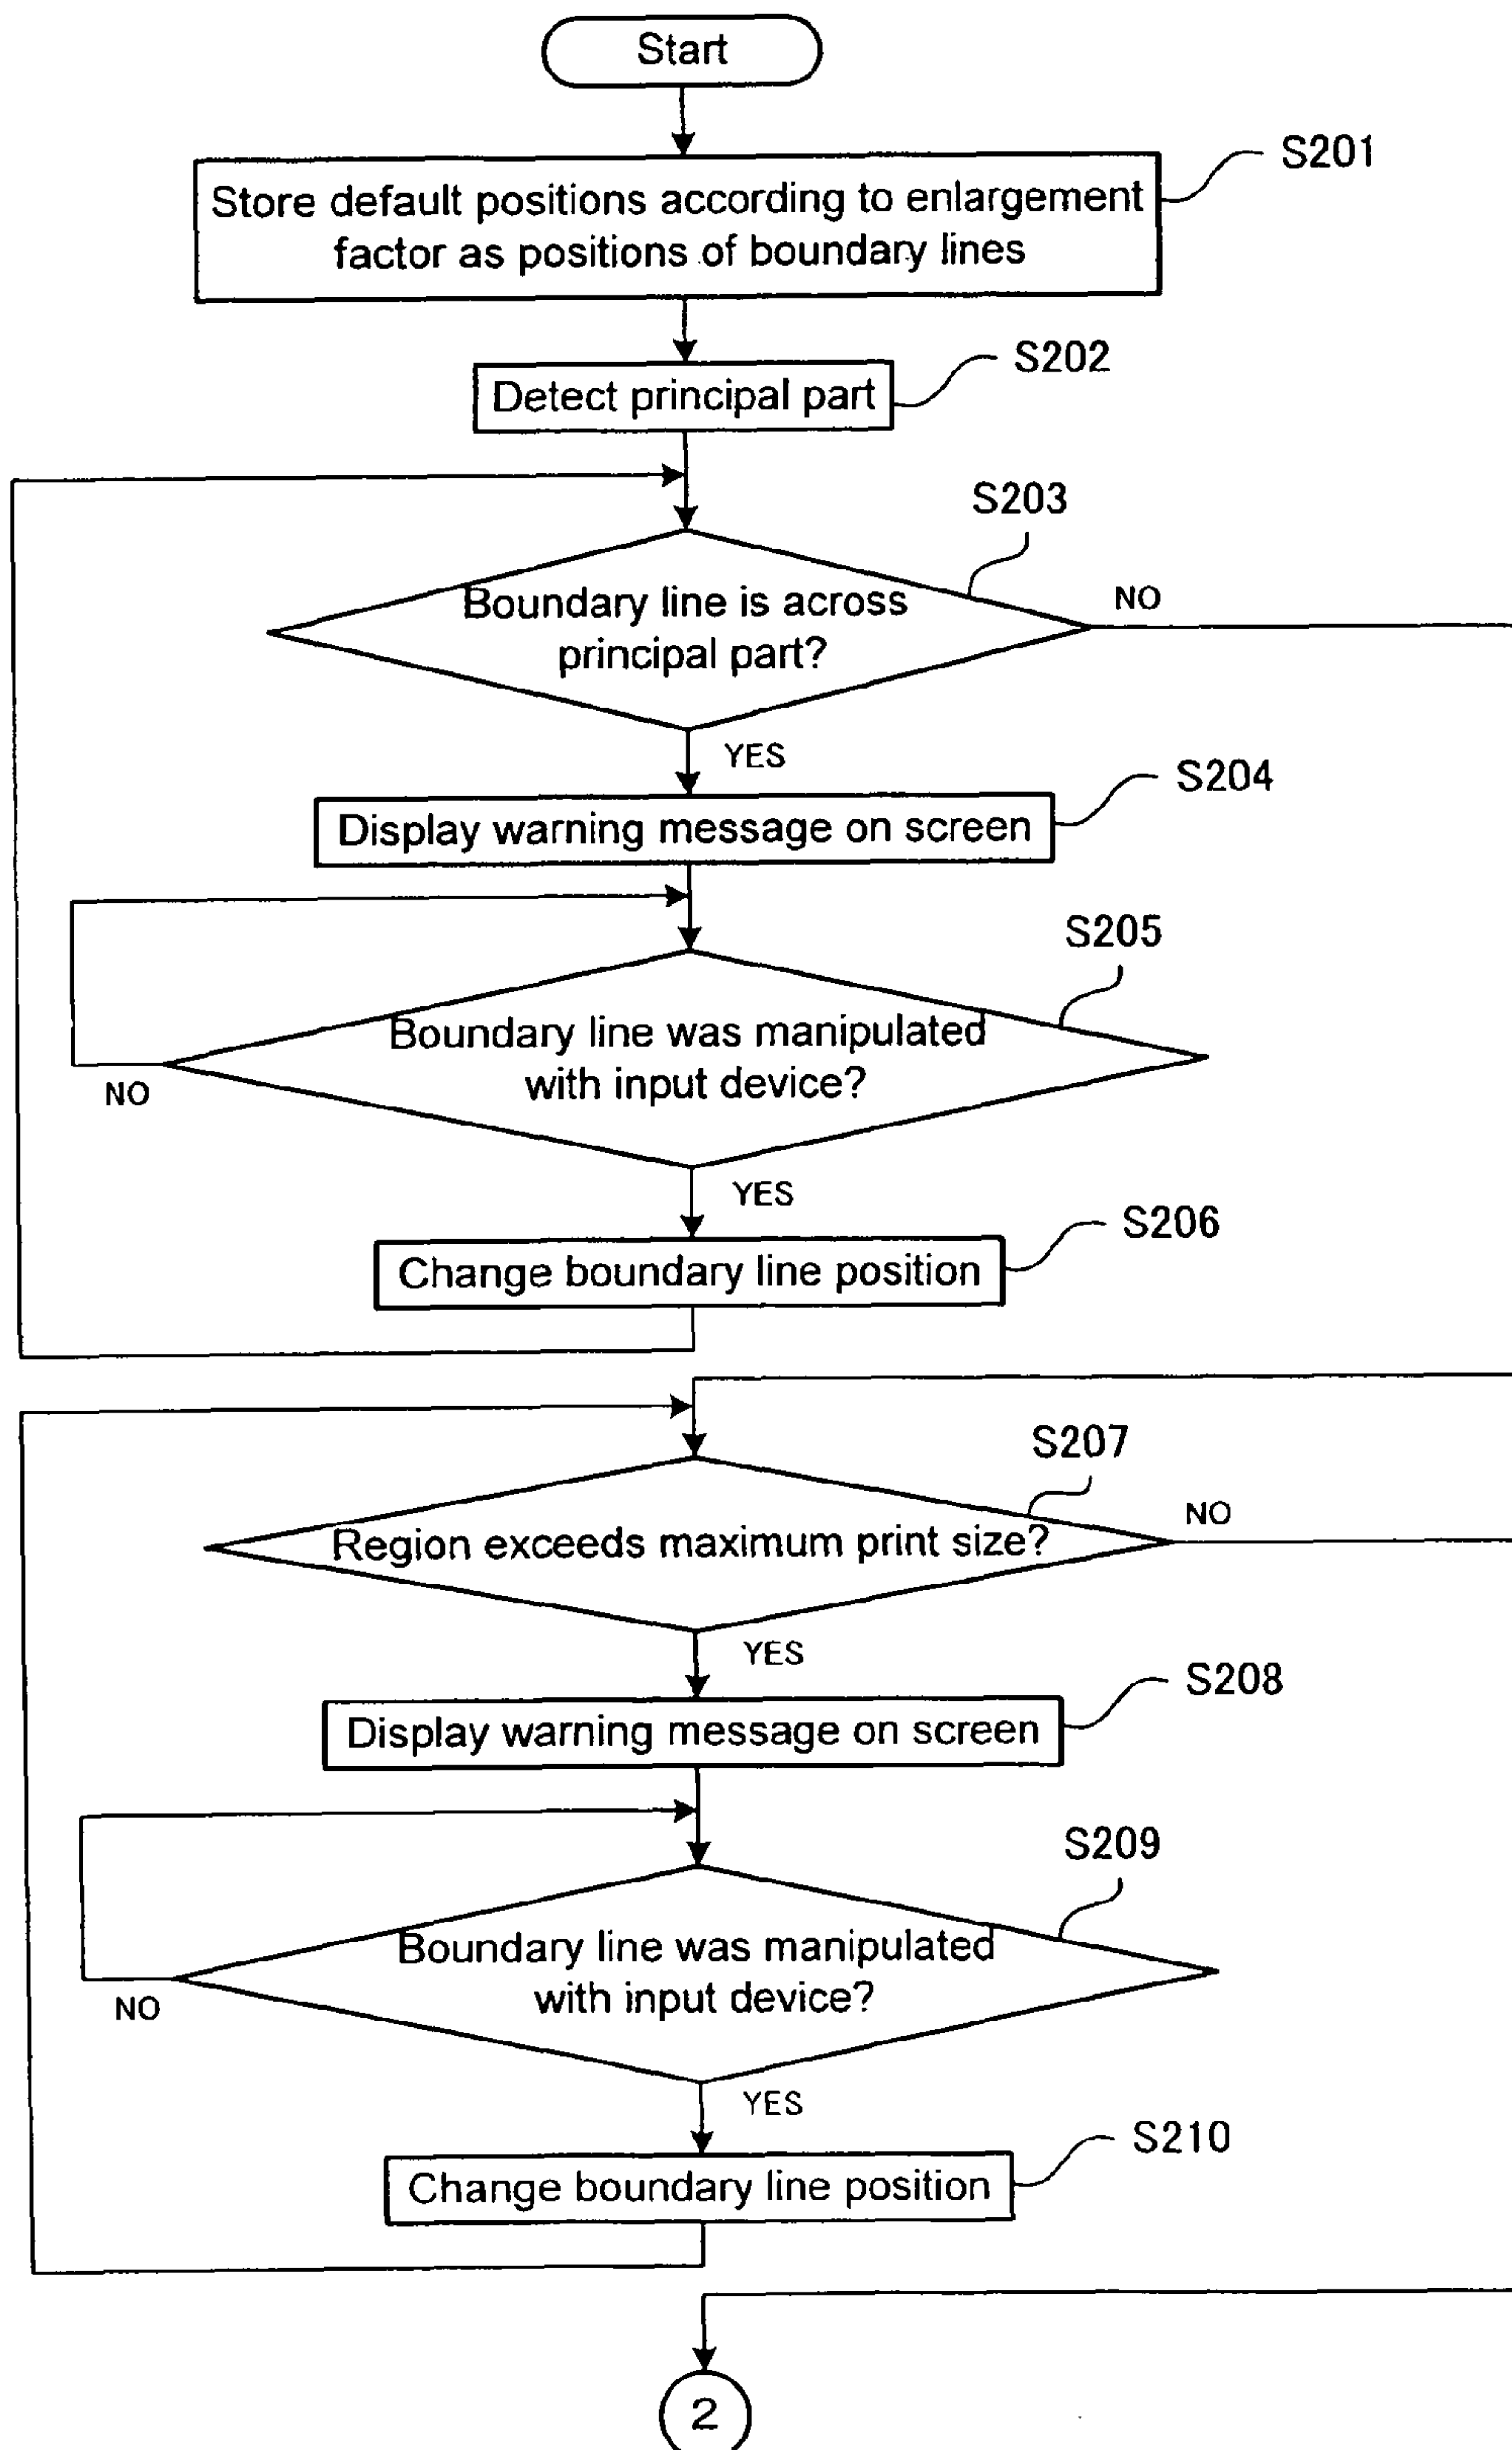 Start
S201
Store default positions according to enlargement
factor as positions of boundary lines
S202
Detect principal part
S203
Boundary line is across
principal part?
NO
YES
S204
Display warning message on screen
S205
Boundary line was manipulated
with input device?
NO
YES
S206
Change boundary line position
S207
Region exceeds maximum print size?
NO
YES
S208
Display warning message on screen
S209
Boundary line was manipulated
with input device?
NO
YES
S210
Change boundary line position
2